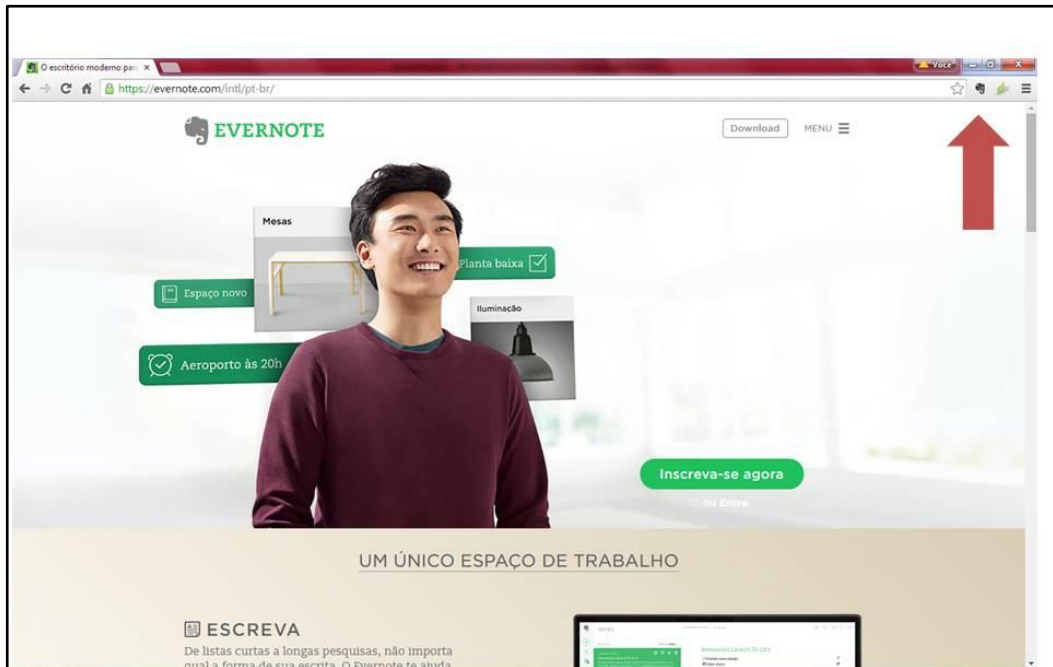 O escritório moderno par
Você
https://evernote.com/intl/pt-br/
EVERNOTE
Download
MENU
Mesas
Planta baixa
Espaço novo
Iluminação
Aeroporto às 20h
Inscreva-se agora
ou Entre
UM ÚNICO ESPAÇO DE TRABALHO
ESCREVA
De listas curtas a longas pesquisas, não importa
qual a forma de sua escrita. O Evernote te ajuda